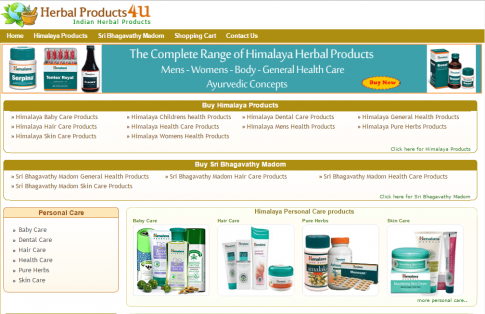 Herbal Products4U
Indian Herbal Products
Home Himalaya Products Sri Bhagavathy Madom Shopping Cart Contact Us
The Complete Range of Himalaya Herbal Products
Mens - Womens - Body - General Health Care
Ayurvedic Concepts
Buy Now
Serpina
Tentex Royal
Buy Himalaya Products
» Himalaya Baby Care Products » Himalaya Childrens health Products » Himalaya Dental Care Products » Himalaya General Health Products
» Himalaya Hair Care Products » Himalaya Health Care Products » Himalaya Mens Health Products » Himalaya Pure Herbs Products
» Himalaya Skin Care Products » Himalaya Womens Health Products
Click here for Himalaya Products
Buy Sri Bhagavathy Madom
» Sri Bhagavathy Madom General Health Products » Sri Bhagavathy Madom Hair Care Products » Sri Bhagavathy Madom Health Care Products
» Sri Bhagavathy Madom Skin Care Products
Click here for Sri Bhagavathy Madom
Personal Care
Baby Care
Dental Care
Hair Care
Health Care
Pure Herbs
Skin Care
Himalaya Personal Care products
Baby Care Hair Care Pure Herbs Skin Care
more personal care...